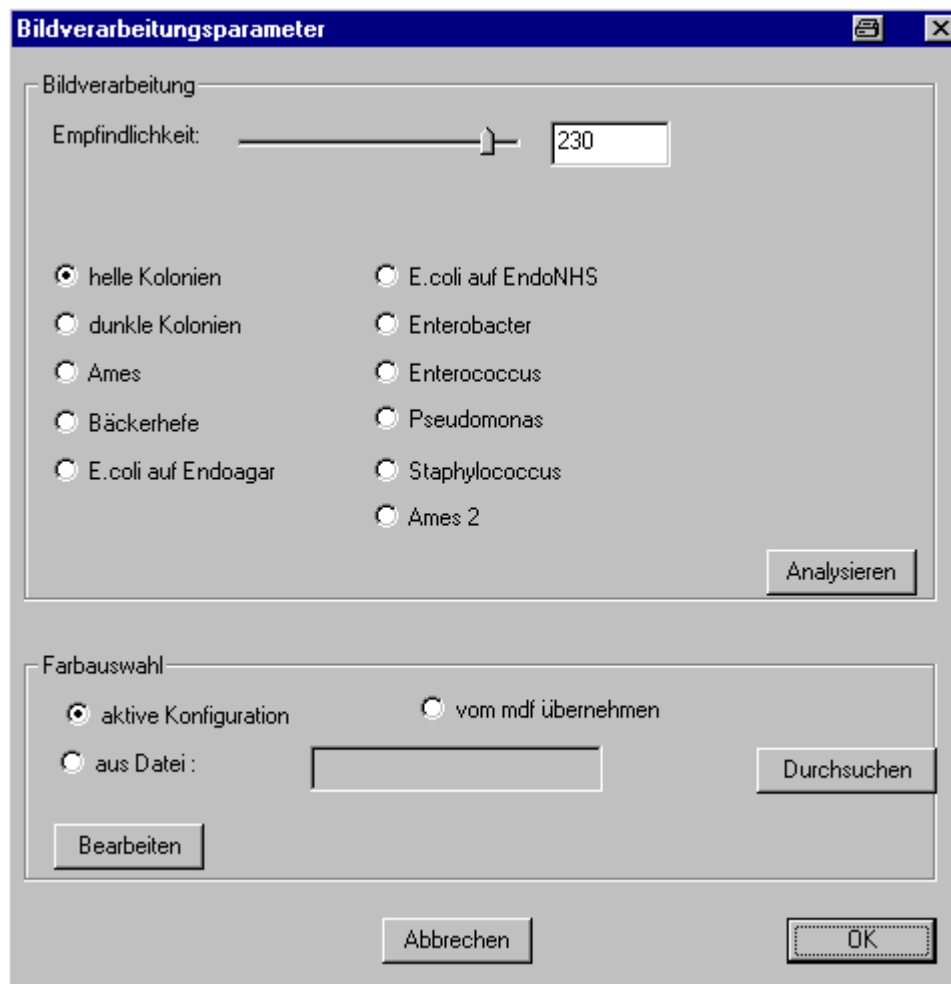 Bildverarbeitungsparameter
Bildverarbeitung
Empfindlichkeit:
230
helle Kolonien
E.coli auf EndoNHS
dunkle Kolonien
Enterobacter
Ames
Enterococcus
Bäckerhefe
Pseudomonas
E.coli auf Endoagar
Staphylococcus
Ames 2
Analysieren
Farbauswahl
aktive Konfiguration
vom mdf übernehmen
aus Datei :
Durchsuchen
Bearbeiten
Abbrechen
OK